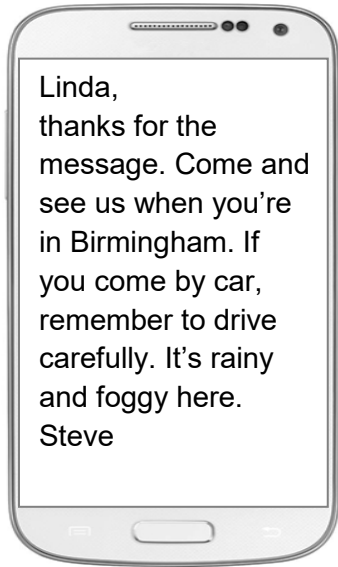 Linda,
thanks for the
message. Come and
see us when you’re
in Birmingham. If
you come by car,
remember to drive
carefully. It’s rainy
and foggy here.
Steve